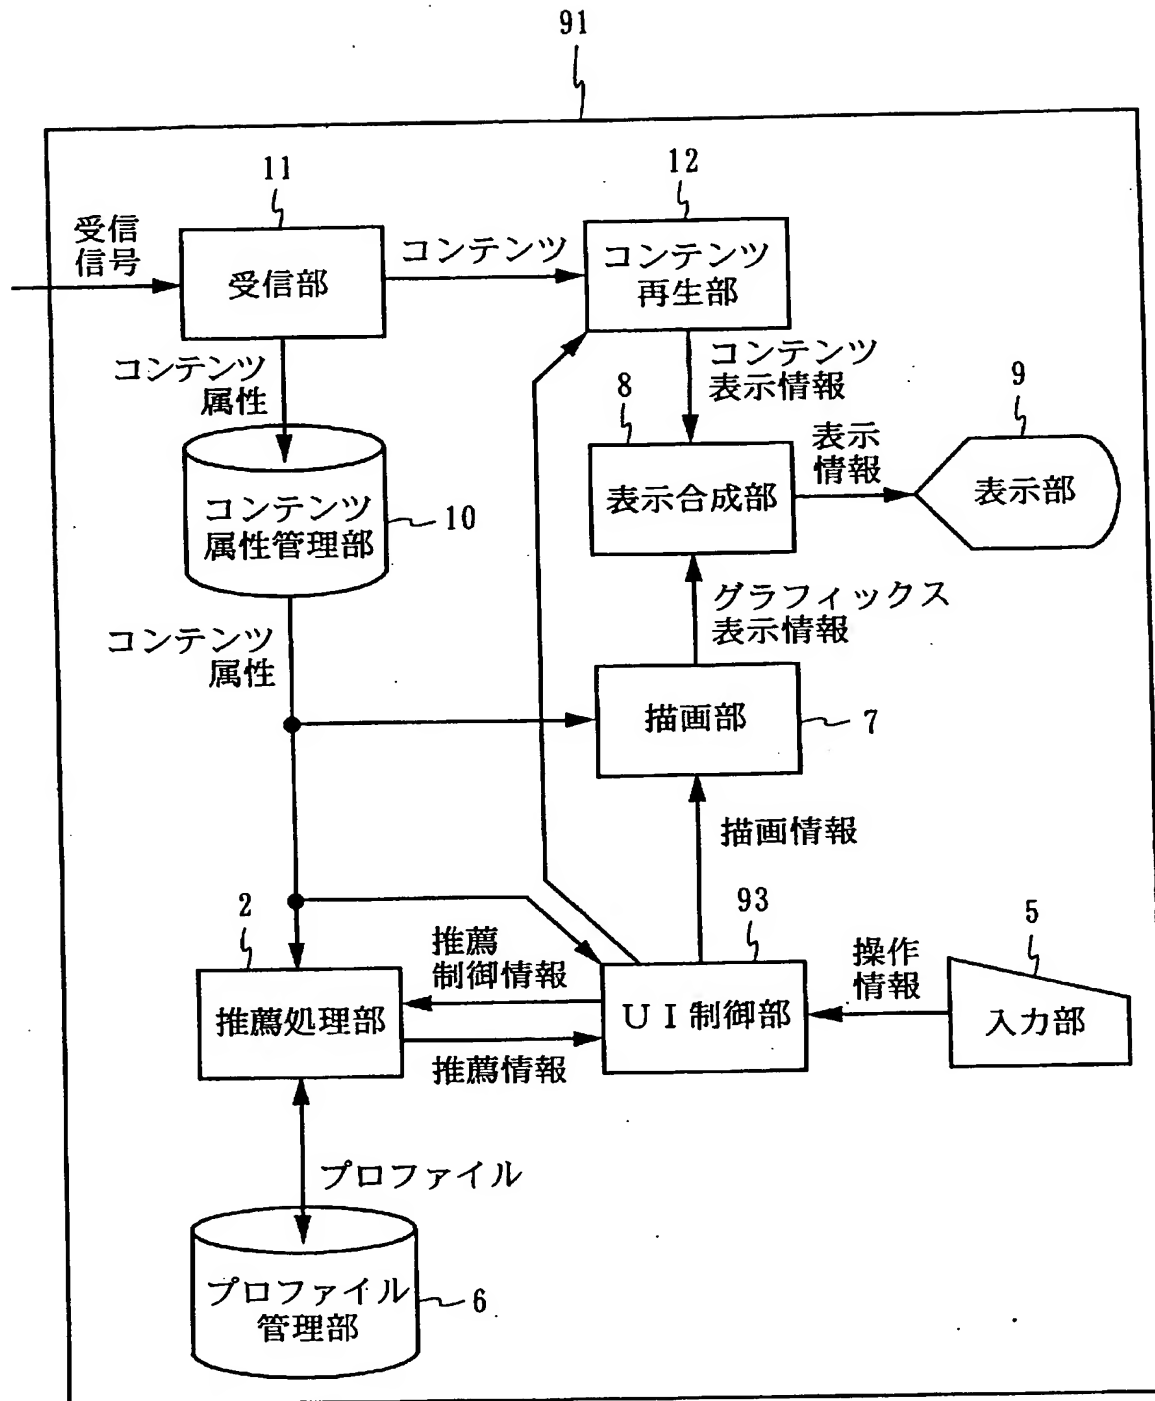 91
11
12
受信
信号
受信部
コンテンツ
コンテンツ
再生部
コンテンツ
属性
コンテンツ
表示情報
8
9
表示
情報
コンテンツ
属性管理部
10
表示合成部
表示部
コンテンツ
属性
グラフィックス
表示情報
描画部
7
描画情報
2
93
5
推薦
制御情報
操作
情報
推薦処理部
UI制御部
入力部
推薦情報
プロファイル
プロファイル
管理部
6